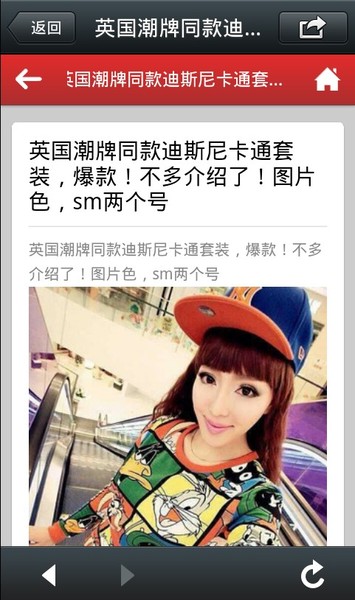 返回
英国潮牌同款迪...
英国潮牌同款迪斯尼卡通套...
英国潮牌同款迪斯尼卡通套
装，爆款！不多介绍了！图片
色，sm两个号
英国潮牌同款迪斯尼卡通套装，爆款！不多
介绍了！图片色，sm两个号